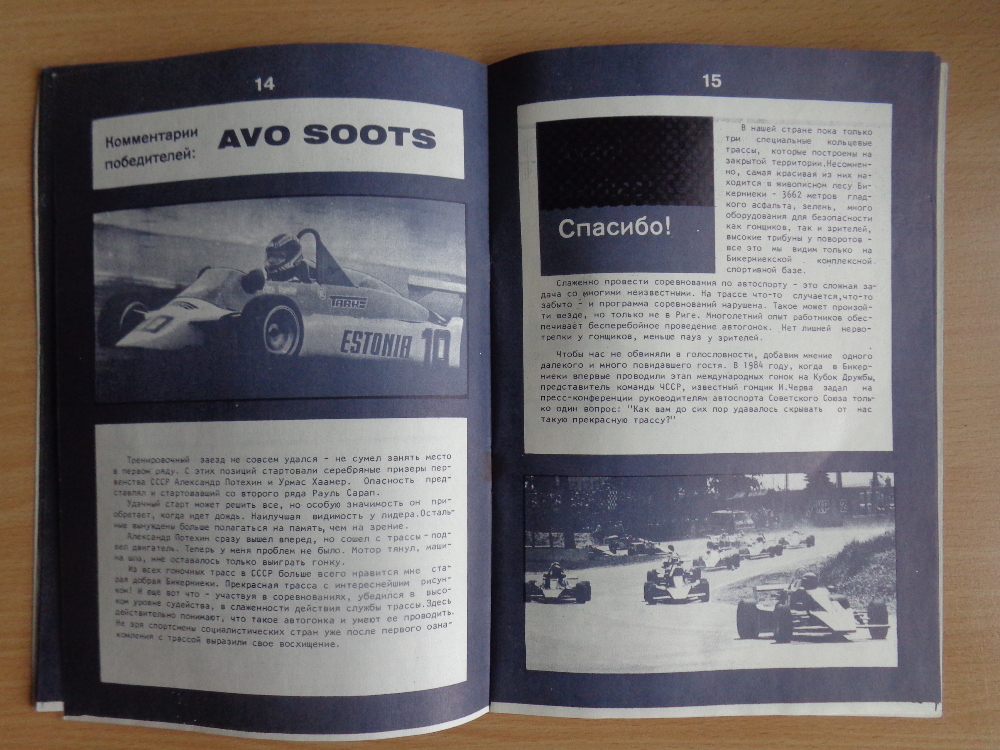 14
Комментарии
победителей:
AVO SOOTS
TARK
ESTONIA 10
Тренировочный заезд не совсем удался - не сумел занять место
в первом ряду. С этих позиций стартовали серебряные призеры пер-
венства СССР Александр Потехин и Урмас Хаамер. Опасность пред-
ставлял и стартовавший со второго ряда Рауль Сарап.
Удачный старт может решить все, но особую значимость он при-
обретает, когда идет дождь. Наилучшая видимость у лидера.Осталь-
ные вынуждены больше полагаться на память, чем на зрение.
Александр Потехин сразу вышел вперед, но сошел с трассы - под-
вел двигатель. Теперь у меня проблем не было. Мотор тянул, маши-
на шла, мне оставалось только выиграть гонку.
Из всех гоночных трасс в СССР больше всего нравится мне ста-
рая добрая Бикерниеки. Прекрасная трасса с интереснейшим рисун-
ком! И еще вот что - участвуя в соревнованиях, убедился в высо-
ком уровне судейства, в слаженности действия службы трассы.Здесь
действительно понимают, что такое автогонка и умеют ее проводить.
Не зря спортсмены социалистических стран уже после первого озна-
комления с трассой выразили свое восхищение.
15
Спасибо!
В нашей стране пока только
три специальные кольцевые
трассы, которые построены на
закрытой территории.Несомнен-
но, самая красивая из них на-
ходится в живописном лесу Би-
керниеки - 3662 метров глад-
кого асфальта, зелень, много
оборудования для безопасности
как гонщиков, так и зрителей,
высокие трибуны у поворотов -
все это мы видим только на
Бикерниекской комплексной
спортивной базе.
Слаженно провести соревнования по автоспорту - это сложная за-
дача со многими неизвестными. На трассе что-то случается,что-то
забыто - и программа соревнований нарушена. Такое может произой-
ти везде, но только не в Риге. Многолетний опыт работников обес-
печивает бесперебойное проведение автогонок. Нет лишней нерво-
трепки у гонщиков, меньше пауз у зрителей.
Чтобы нас не обвиняли в голословности, добавим мнение одного
далекого и много повидавшего гостя. В 1984 году, когда в Бикер-
ниеки впервые проводили этап международных гонок на Кубок Дружбы,
представитель команды ЧССР, известный гонщик И.Черва задал на
пресс-конференции руководителям автоспорта Советского Союза толь-
ко один вопрос: "Как вам до сих пор удавалось скрывать от нас
такую прекрасную трассу?"